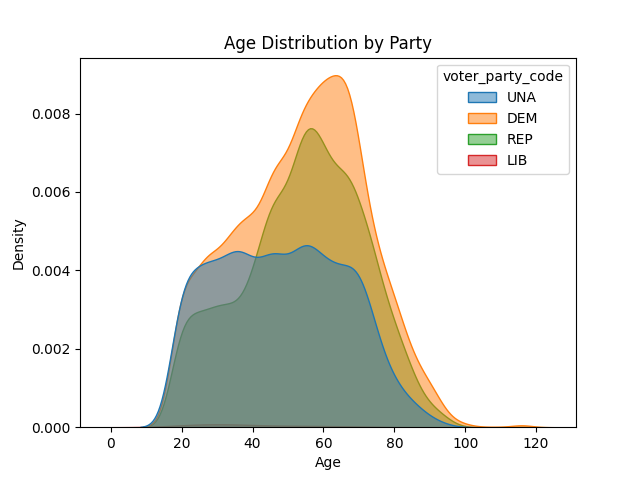 Age Distribution by Party
voter_party_code
UNA
DEM
REP
LIB
Density
0.008
0.006
0.004
0.002
0.000
0
20
40
60
80
100
120
Age